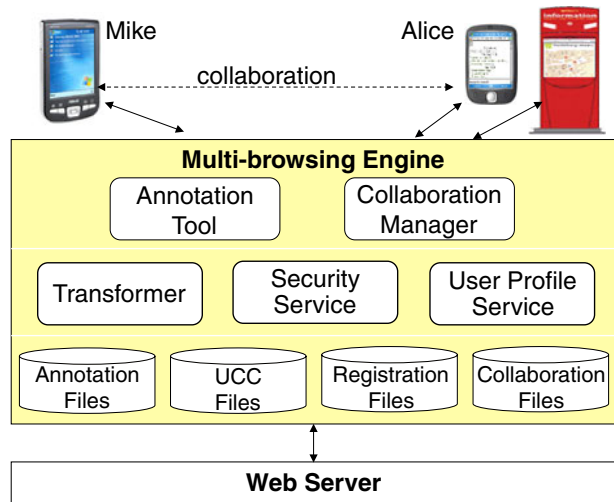 Mike
Alice
information
collaboration
Multi-browsing Engine
Annotation
Tool
Collaboration
Manager
Transformer
Security
Service
User Profile
Service
Annotation
Files
UCC
Files
Registration
Files
Collaboration
Files
Web Server